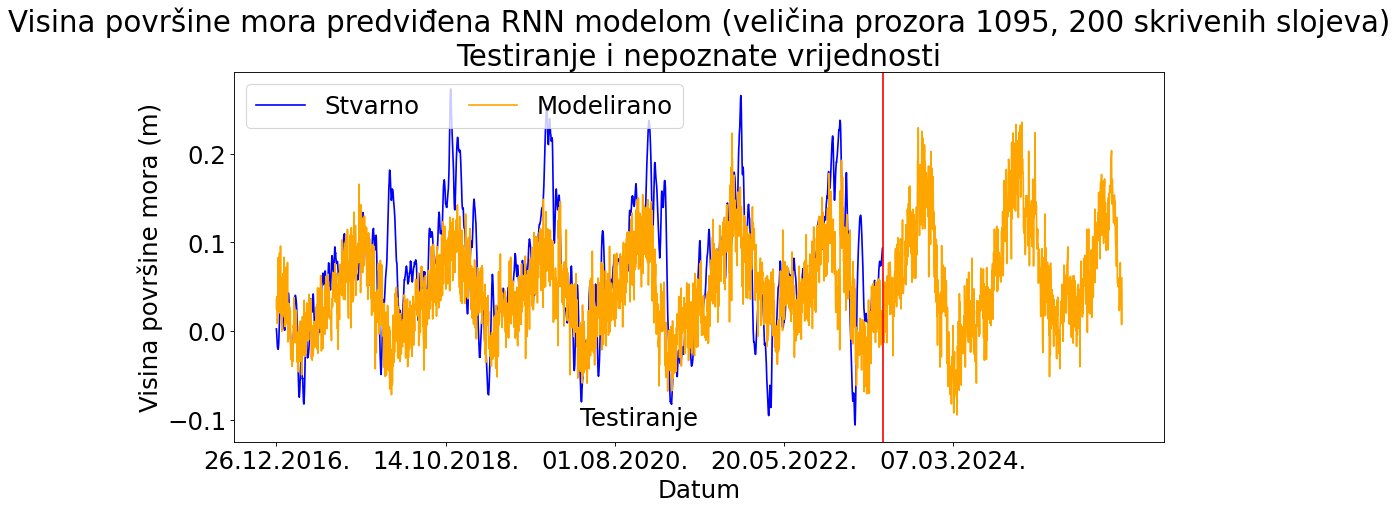 Visina površine mora predviđena RNN modelom (veličina prozora 1095, 200 skrivenih slojeva)
Testiranje i nepoznate vrijednosti
Stvarno
Modelirano
Visina površine mora (m)
0.2
0.1
0.0
−0.1
Testiranje
26.12.2016.
14.10.2018.
01.08.2020.
20.05.2022.
07.03.2024.
Datum